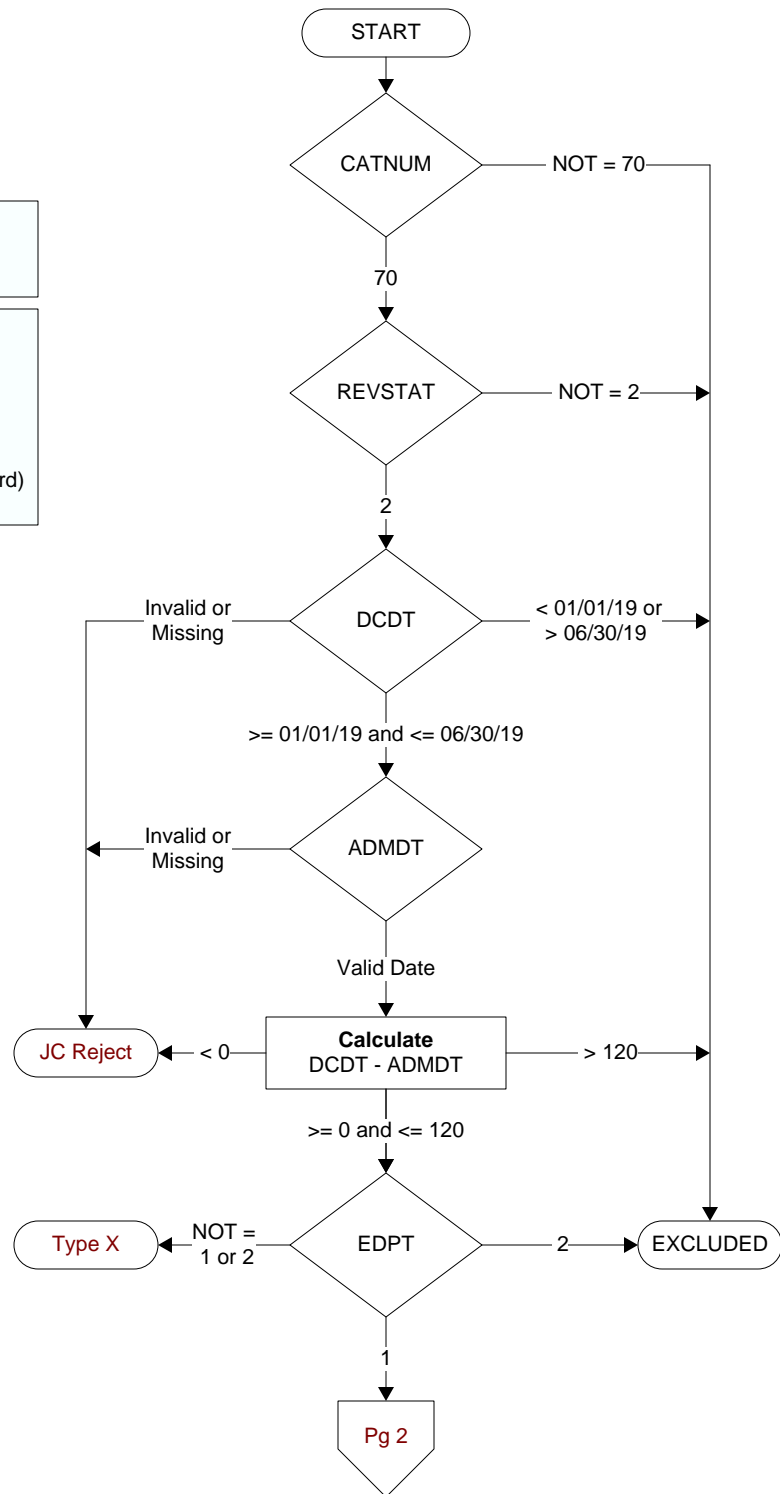 START
CATNUM
NOT = 70
70
REVSTAT
NOT = 2
rd)
2
Invalid or
Missing
DCDT
< 01/01/19 or
> 06/30/19
>= 01/01/19 and <= 06/30/19
Invalid or
Missing
ADMDT
Valid Date
JC Reject
< 0
Calculate
DCDT - ADMDT
> 120
>= 0 and <= 120
Type X
NOT =
1 or 2
EDPT
2
EXCLUDED
1
Pg 2